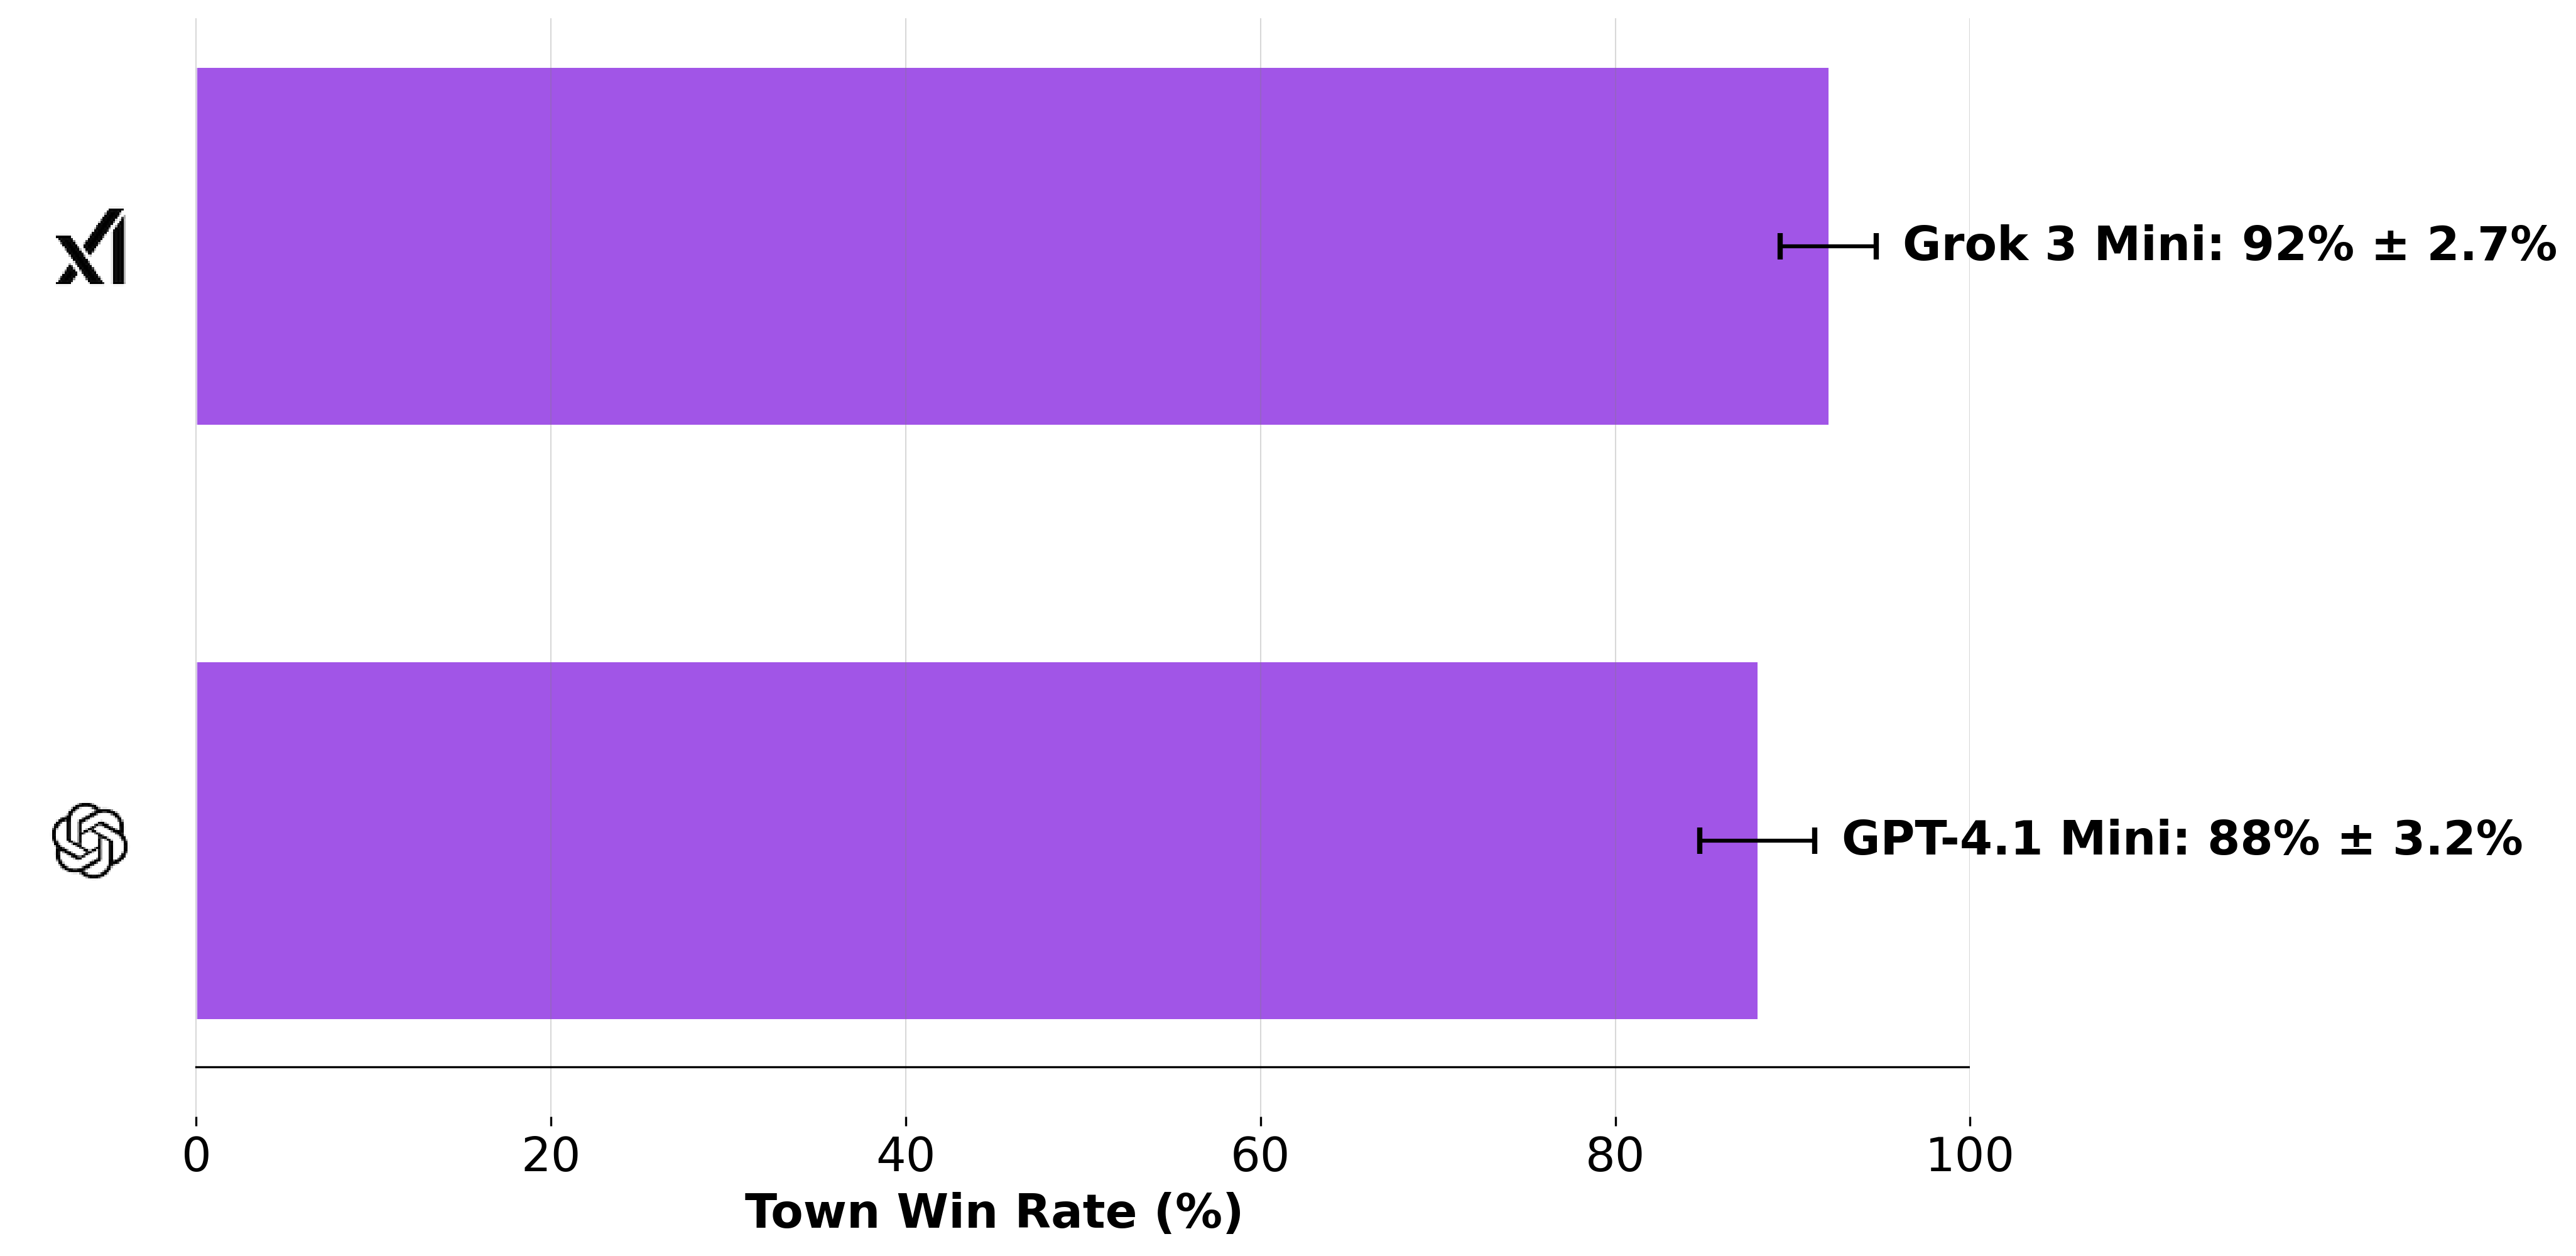 xI
Grok 3 Mini: 92% ± 2.7%
GPT-4.1 Mini: 88% ± 3.2%
0 20 40 60 80 100
Town Win Rate (%)